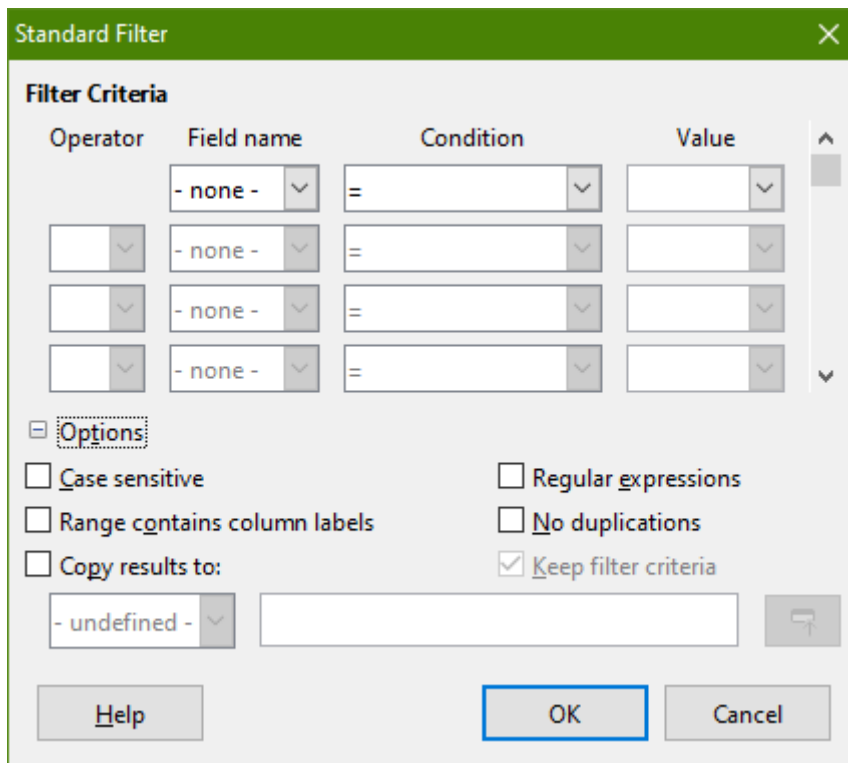 Standard Filter
Filter Criteria
Operator Field name Condition Value
- none - =
- none - =
- none - =
- none - =
Options
Case sensitive Regular expressions
Range contains column labels No duplications
Copy results to: Keep filter criteria
- undefined -
Help OK Cancel